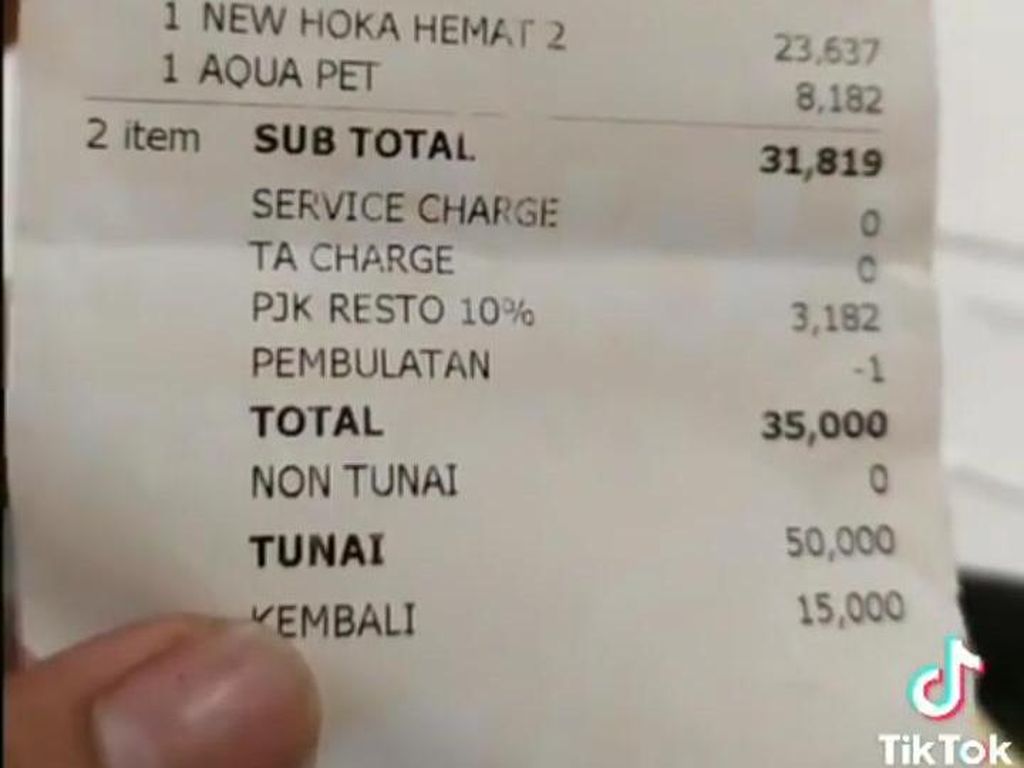 1 NEW HOKA HEMAT 2 23,637
1 AQUA PET 8,182
2 item SUB TOTAL 31,819
SERVICE CHARGE 0
TA CHARGE 0
PJK RESTO 10% 3,182
PEMBULATAN -1
TOTAL 35,000
NON TUNAI 0
TUNAI 50,000
KEMBALI 15,000
TikTok